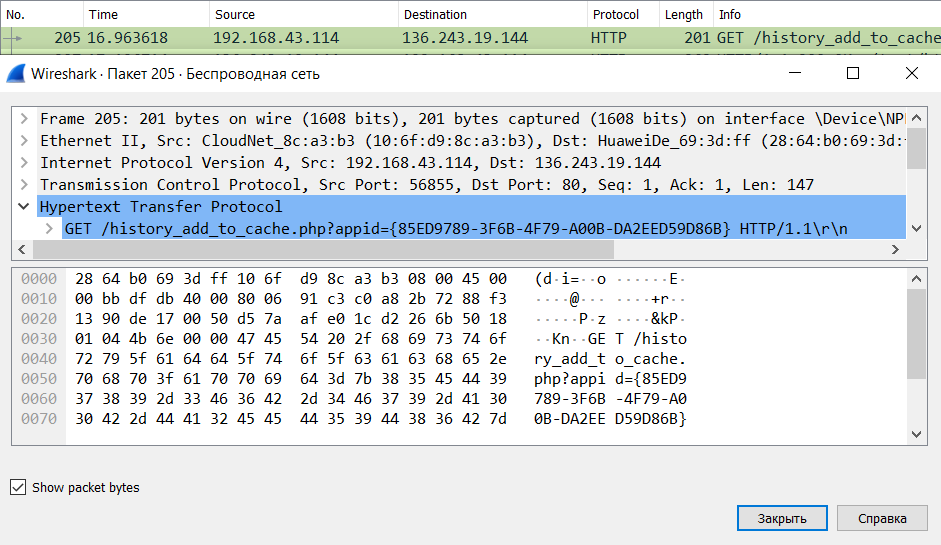 No. Time Source Destination Protocol Length Info
205 16.963618 192.168.43.114 136.243.19.144 HTTP 201 GET /history_add_to_cache
Wireshark · Пакет 205 · Беспроводная сеть
Frame 205: 201 bytes on wire (1608 bits), 201 bytes captured (1608 bits) on interface \Device\NP
Ethernet II, Src: CloudNet_8c:a3:b3 (10:6f:d9:8c:a3:b3), Dst: HuaweiDe_69:3d:ff (28:64:b0:69:3d:
Internet Protocol Version 4, Src: 192.168.43.114, Dst: 136.243.19.144
Transmission Control Protocol, Src Port: 56855, Dst Port: 80, Seq: 1, Ack: 1, Len: 147
Hypertext Transfer Protocol
GET /history_add_to_cache.php?appid={85ED9789-3F6B-4F79-A00B-DA2EED59D86B} HTTP/1.1\r\n
0000 28 64 b0 69 3d ff 10 6f d9 8c a3 b3 08 00 45 00 (d·i=··o ······E·
0010 00 bb df db 40 00 80 06 91 c3 c0 a8 2b 72 88 f3 ····@··· ····+r··
0020 13 90 de 17 00 50 d5 7a af e0 1c d2 26 6b 50 18 ·····P·z ····&kP·
0030 01 04 4b 6e 00 00 47 45 54 20 2f 68 69 73 74 6f ··Kn··GE T /histo
0040 72 79 5f 61 64 64 5f 74 6f 5f 63 61 63 68 65 2e ry_add_t o_cache.
0050 70 68 70 3f 61 70 70 69 64 3d 7b 38 35 45 44 39 php?appi d={85ED9
0060 37 38 39 2d 33 46 36 42 2d 34 46 37 39 2d 41 30 789-3F6B -4F79-A0
0070 30 42 2d 44 41 32 45 45 44 35 39 44 38 36 42 7d 0B-DA2EE D59D86B}
Show packet bytes
Закрыть Справка